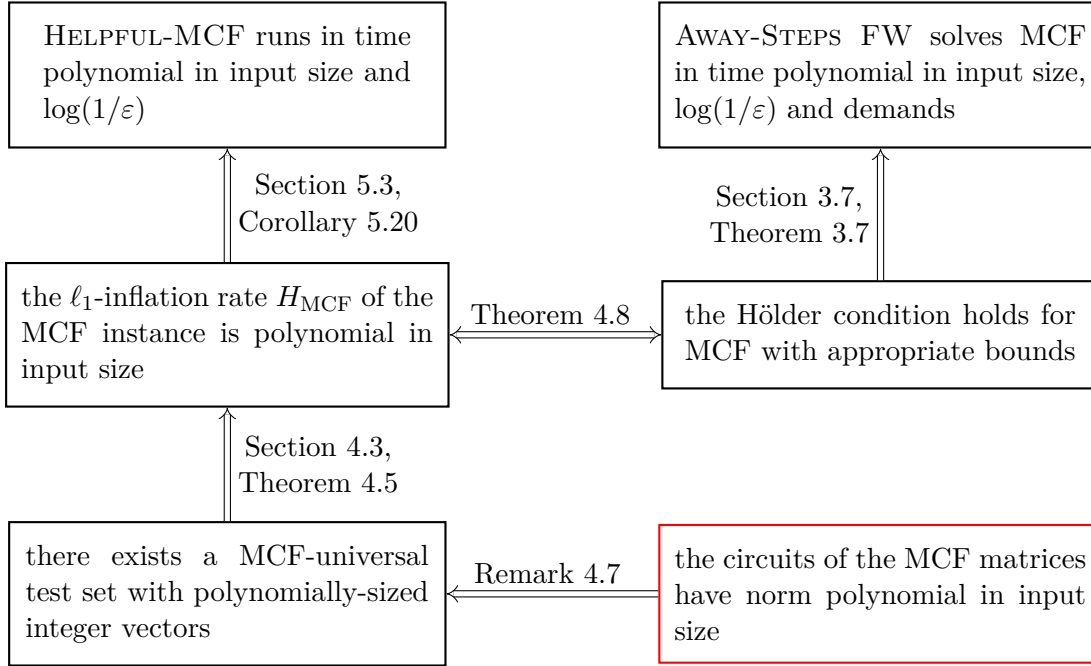 HELPFUL-MCF runs in time
polynomial in input size and
log(1/ε)
AWAY-STEPS FW solves MCF
in time polynomial in input size,
log(1/ε) and demands
Section 5.3,
Corollary 5.20
Section 3.7,
Theorem 3.7
the ℓ₁-inflation rate H_MCF of the
MCF instance is polynomial in
input size
Theorem 4.8
the Hölder condition holds for
MCF with appropriate bounds
Section 4.3,
Theorem 4.5
there exists a MCF-universal
test set with polynomially-sized
integer vectors
Remark 4.7
the circuits of the MCF matrices
have norm polynomial in input
size